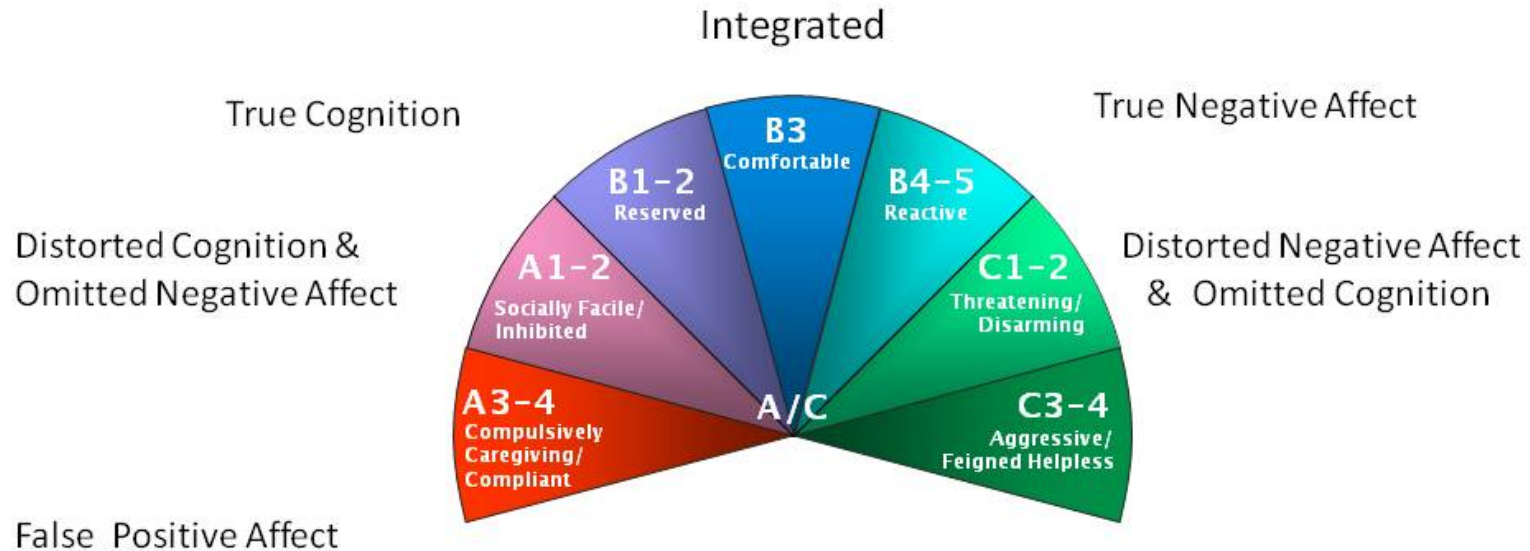 Integrated
True Cognition
True Negative Affect
B3
Comfortable
B1-2
Reserved
B4-5
Reactive
Distorted Cognition &
Omitted Negative Affect
A1-2
Socially Facile/
Inhibited
C1-2
Threatening/
Disarming
Distorted Negative Affect
& Omitted Cognition
A3-4
Compulsively
Caregiving/
Compliant
A/C
C3-4
Aggressive/
Feigned Helpless
False Positive Affect